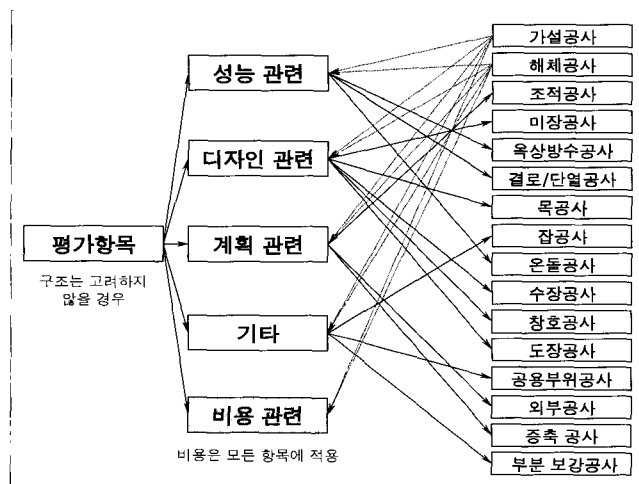 평가항목
구조는 고려하지
않을 경우
성능 관련
디자인 관련
계획 관련
기타
비용 관련
비용은 모든 항목에 적용
가설공사
해체공사
조적공사
미장공사
옥상방수공사
결로/단열공사
목공사
잡공사
온돌공사
수장공사
창호공사
도장공사
공용부위공사
외부공사
증축 공사
부분 보강공사